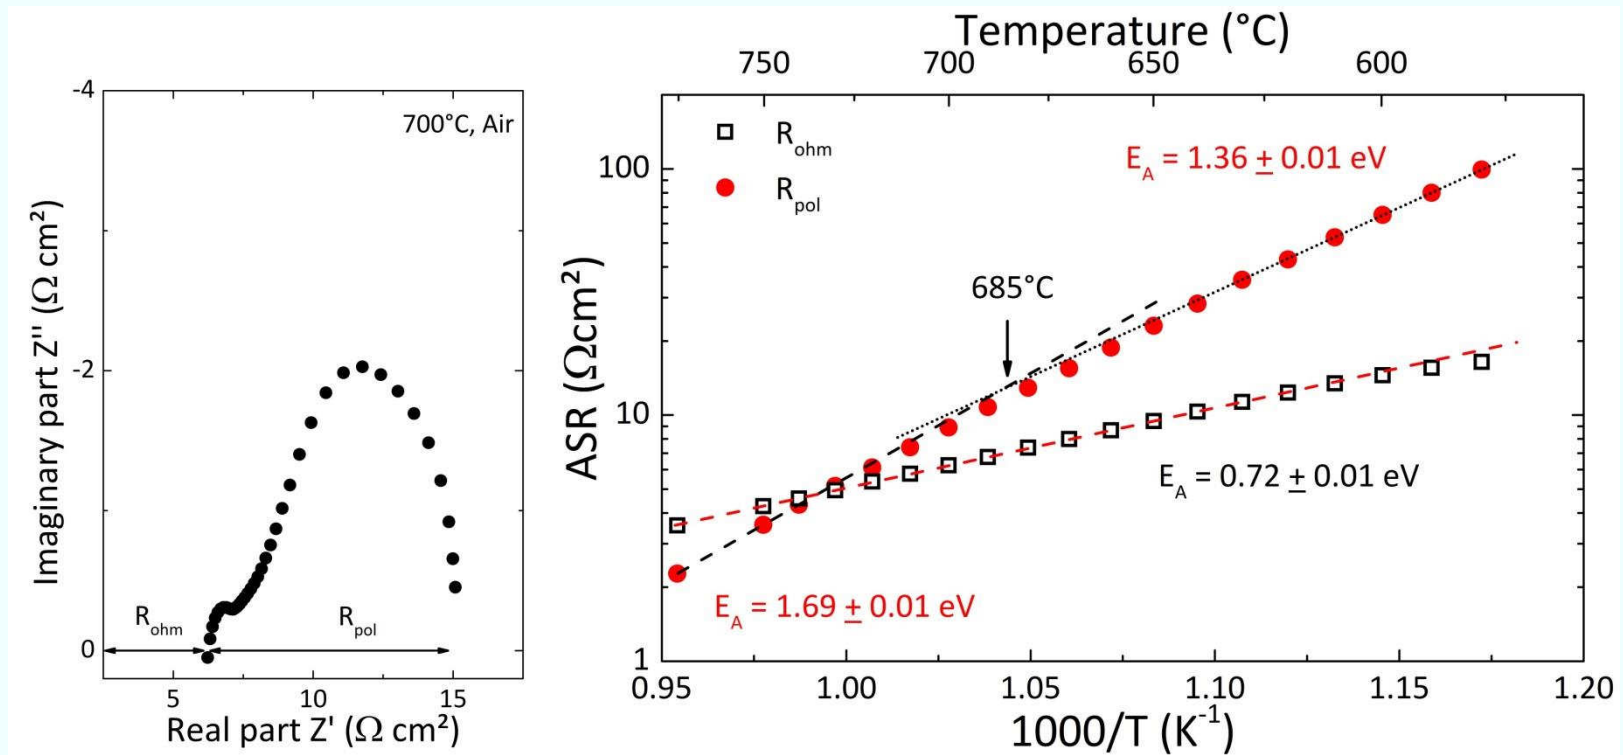 -4
-2
0
5
10
15
700°C, Air
R_ohm
R_pol
Imaginary part Z'' (Ω cm²)
Real part Z' (Ω cm²)
Temperature (°C)
750
700
650
600
R_ohm
R_pol
E_A = 1.36 ± 0.01 eV
685°C
E_A = 0.72 ± 0.01 eV
E_A = 1.69 ± 0.01 eV
100
10
1
ASR (Ωcm²)
0.95
1.00
1.05
1.10
1.15
1.20
1000/T (K⁻¹)